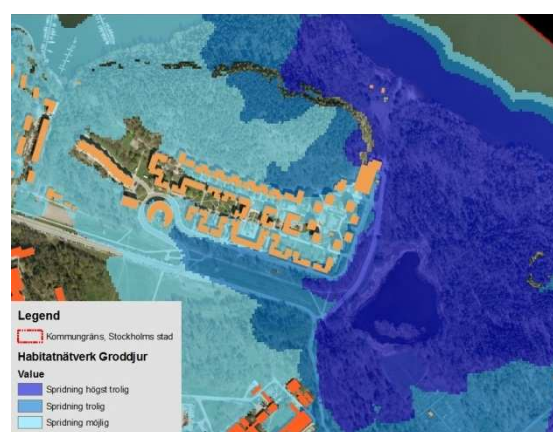 Legend
Kommungräns, Stockholms stad
Habitatnätverk Groddjur
Value
Spridning högst trolig
Spridning trolig
Spridning möjlig